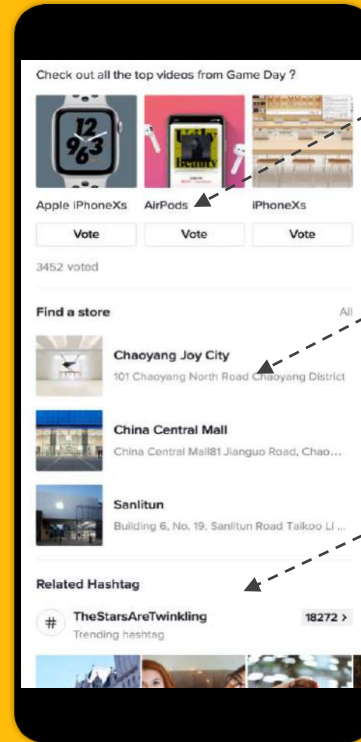 Check out all the top videos from Game Day ?
12
9 3
6
Beauty
Apple iPhoneXs
AirPods
iPhoneXs
Vote
Vote
Vote
3452 voted
Find a store
All
Chaoyang Joy City
101 Chaoyang North Road Chaoyang District
China Central Mall
China Central Mall81 Jianguo Road, Chao...
Sanlitun
Building 6, No. 19, Sanlitun Road Taikoo Li ...
Related Hashtag
#
TheStarsAreTwinkling
18272 >
Trending hashtag